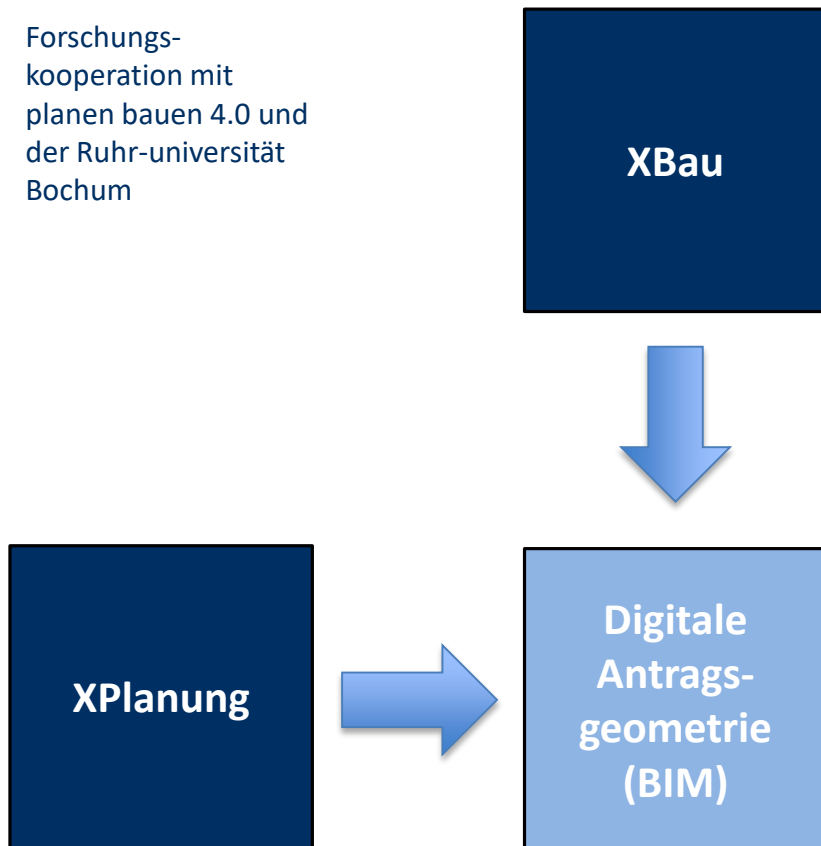 Forschungs-
kooperation mit
planen bauen 4.0 und
der Ruhr-universität
Bochum
XBau
XPlanung
Digitale
Antrags-
geometrie
(BIM)